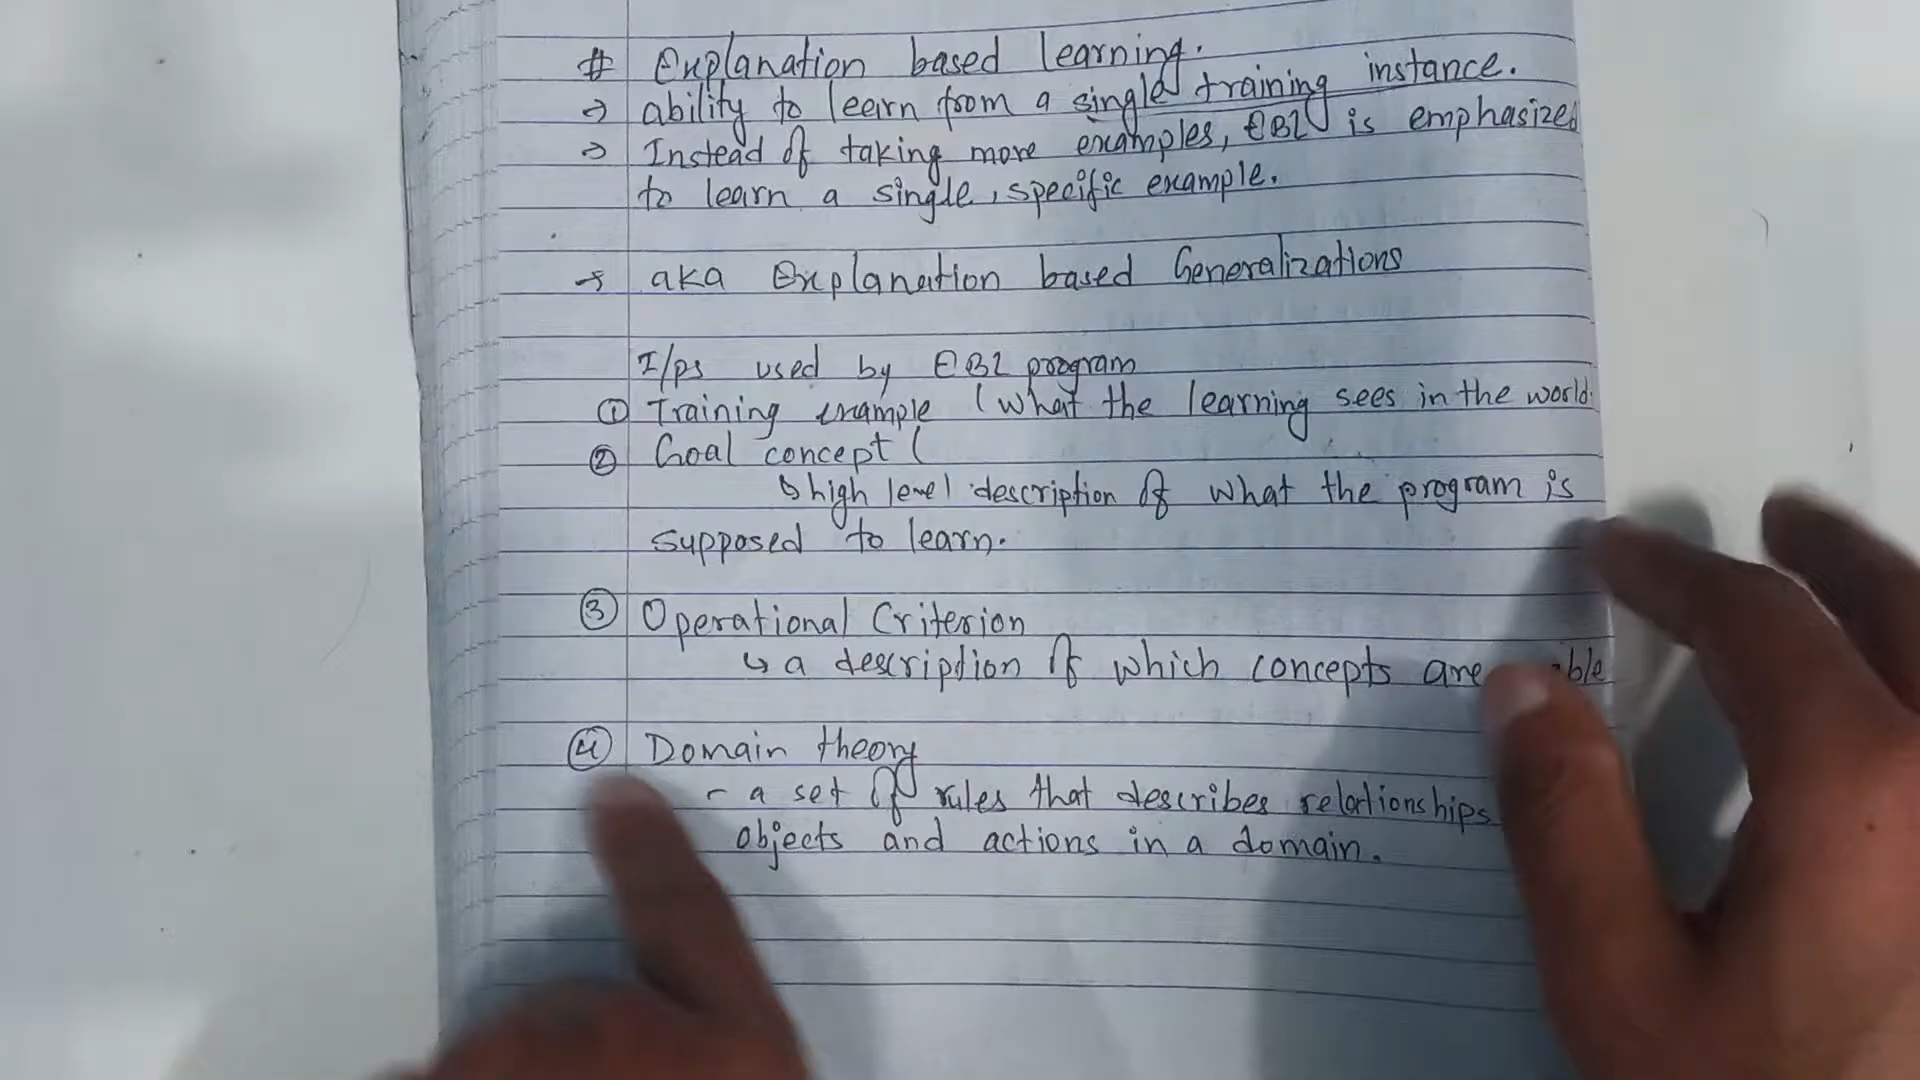 # Explanation based learning.
→ ability to learn from a single training instance.
→ Instead of taking more examples, EBL is emphasized
to learn a single, specific example.
→ aka Explanation based Generalizations
I/ps used by EBL program
① Training example (what the learning sees in the world.
② Goal concept (
↳ high level description of what the program is
supposed to learn.
③ Operational Criterion
↳ a description of which concepts are
④ Domain theory
- a set of rules that describes relationships
objects and actions in a domain.